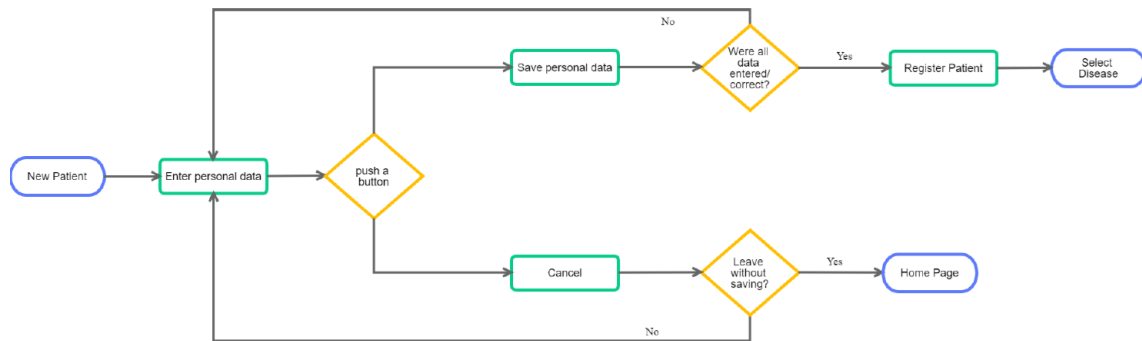 No
Were all
data
entered/
correct?
Save personal data
Yes
Register Patient
Select
Disease
New Patient
Enter personal data
push a
button
Cancel
Leave
without
saving?
Yes
Home Page
No